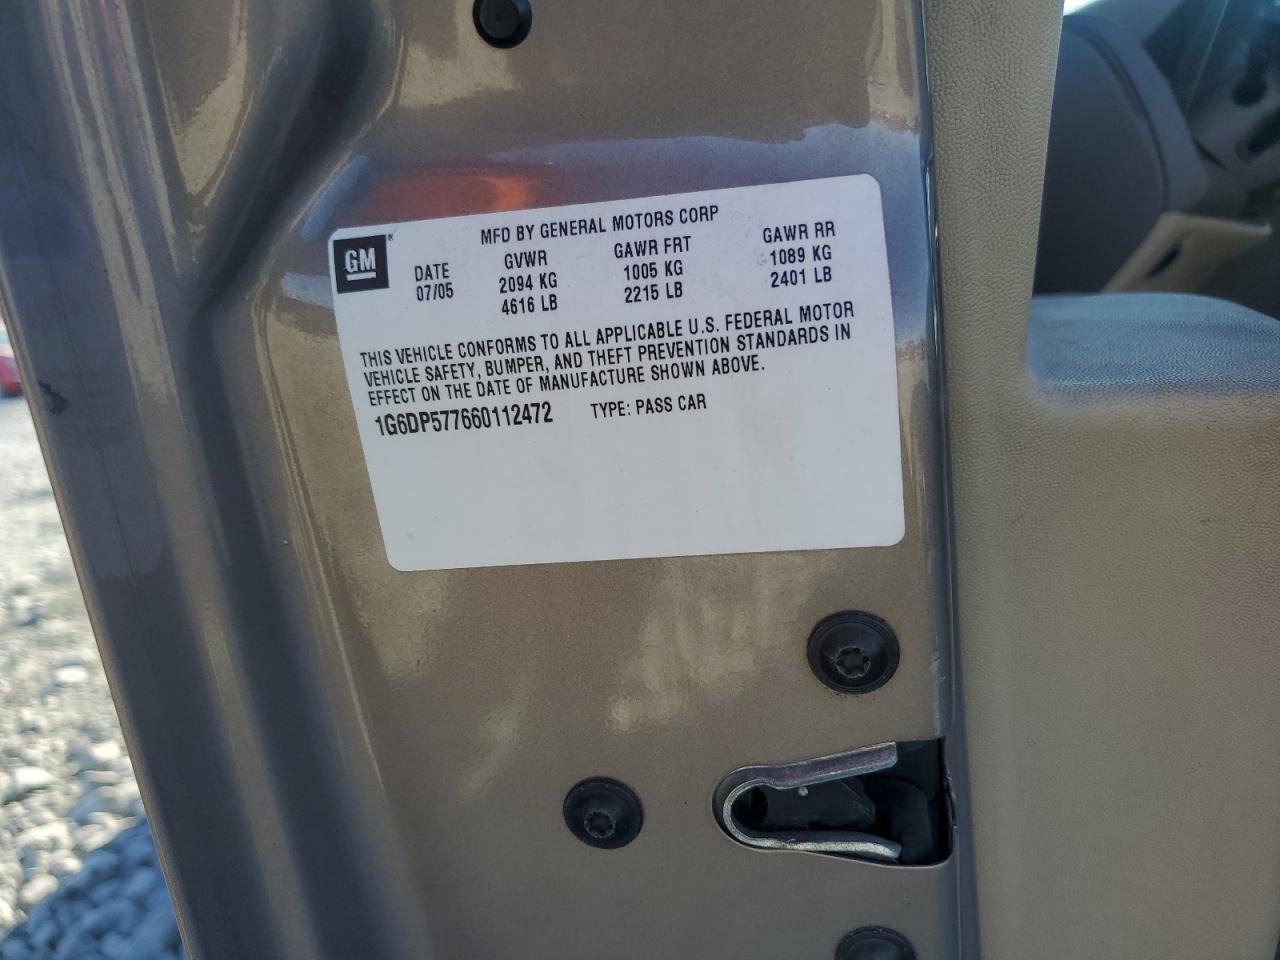 GM
MFD BY GENERAL MOTORS CORP
DATE GVWR GAWR FRT GAWR RR
07/05 2094 KG 1005 KG 1089 KG
4616 LB 2215 LB 2401 LB
THIS VEHICLE CONFORMS TO ALL APPLICABLE U.S. FEDERAL MOTOR
VEHICLE SAFETY, BUMPER, AND THEFT PREVENTION STANDARDS IN
EFFECT ON THE DATE OF MANUFACTURE SHOWN ABOVE.
1G6DP577660112472 TYPE: PASS CAR